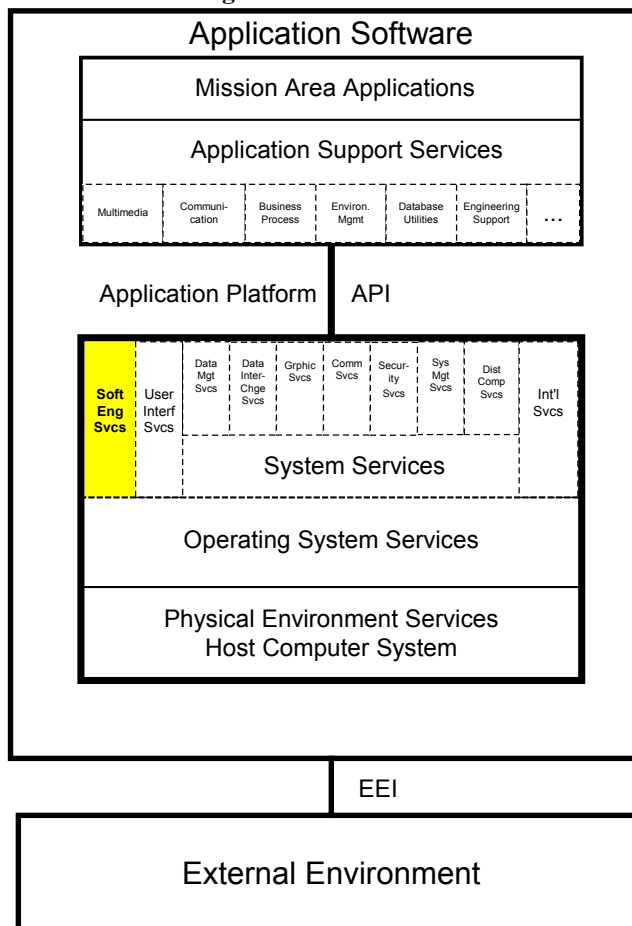 Application Software
Mission Area Applications
Application Support Services
Multimedia
Communi-
cation
Business
Process
Environ.
Mgmt
Database
Utilities
Engineering
Support
...
Application Platform
API
Soft
Eng
Svcs
User
Interf
Svcs
Data
Mgt
Svcs
Data
Inter-
Chge
Svcs
Grphic
Svcs
Comm
Svcs
Secur-
ity
Svcs
Sys
Mgt
Svcs
Dist
Comp
Svcs
Int'l
Svcs
System Services
Operating System Services
Physical Environment Services
Host Computer System
EEI
External Environment